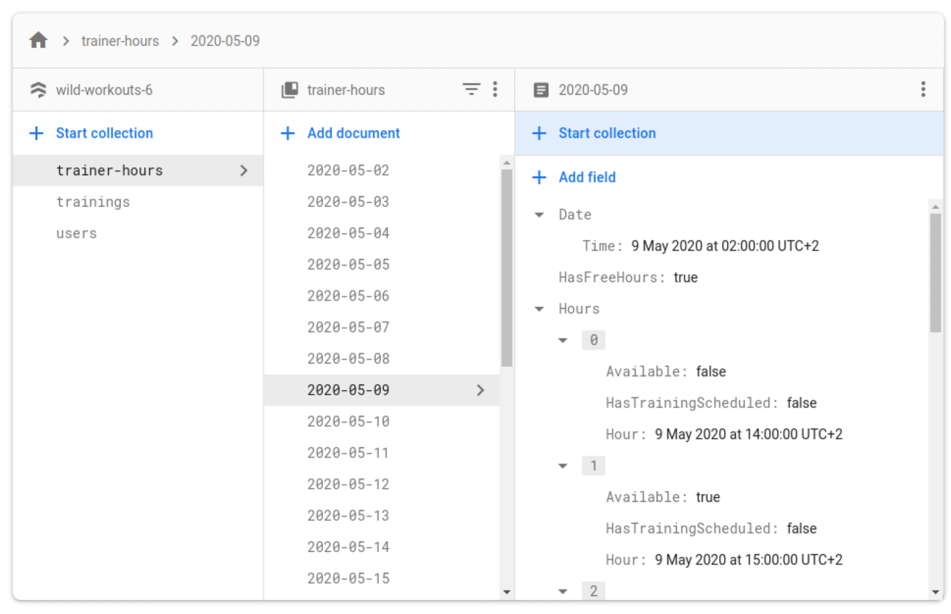 trainer-hours > 2020-05-09
wild-workouts-6
+ Start collection
trainer-hours
trainings
users
trainer-hours
+ Add document
2020-05-02
2020-05-03
2020-05-04
2020-05-05
2020-05-06
2020-05-07
2020-05-08
2020-05-09
2020-05-10
2020-05-11
2020-05-12
2020-05-13
2020-05-14
2020-05-15
2020-05-09
+ Start collection
+ Add field
Date
Time: 9 May 2020 at 02:00:00 UTC+2
HasFreeHours: true
Hours
0
Available: false
HasTrainingScheduled: false
Hour: 9 May 2020 at 14:00:00 UTC+2
1
Available: true
HasTrainingScheduled: false
Hour: 9 May 2020 at 15:00:00 UTC+2
2